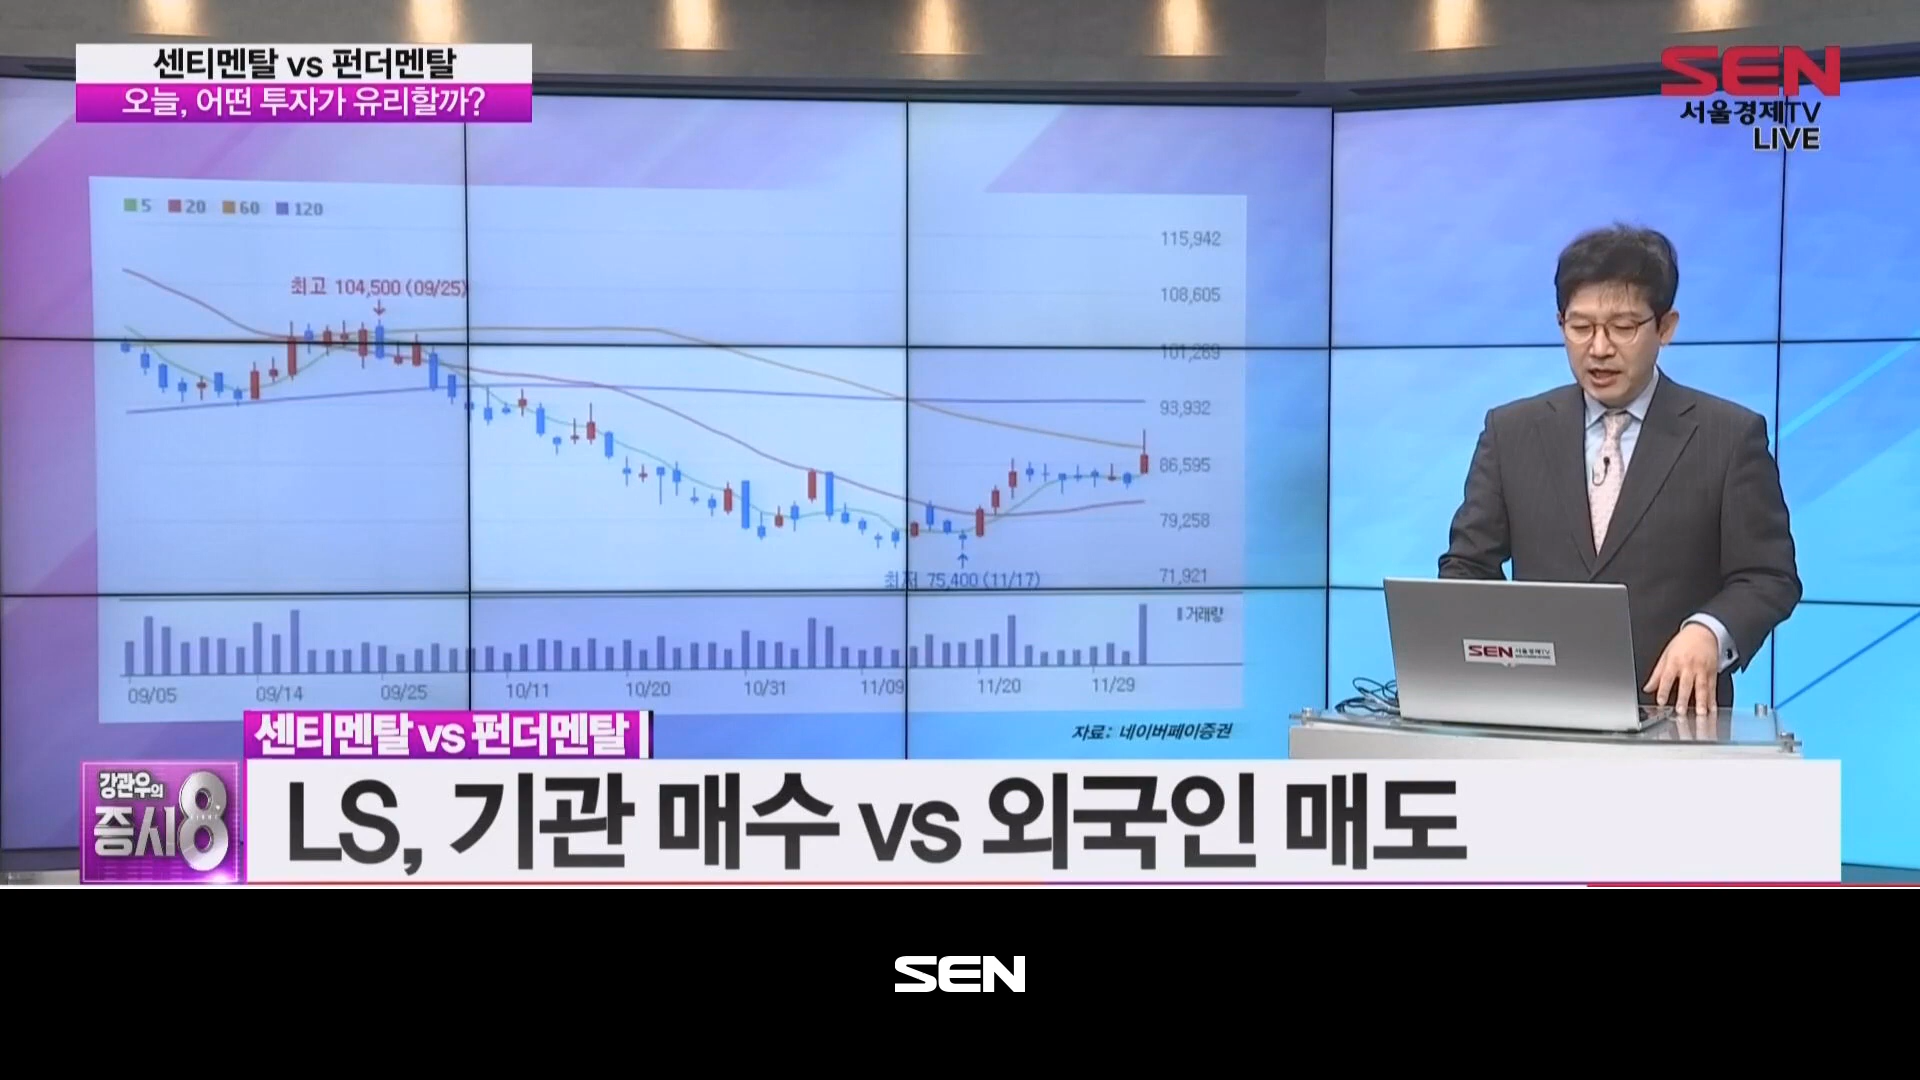 센티멘탈 vs 펀더멘탈
오늘, 어떤 투자가 유리할까?
SEN
서울경제TV
LIVE
5 20 60 120
최고 104,500 (09/25)
115,942
108,605
101,269
93,932
86,595
79,258
71,921
최저 75,400 (11/17)
거래량
09/05 09/14 09/25 10/11 10/20 10/31 11/09 11/20 11/29
자료: 네이버페이증권
SEN 서울경제TV
센티멘탈 vs 펀더멘탈
강관우의
증시8
LS, 기관 매수 vs 외국인 매도
SEN